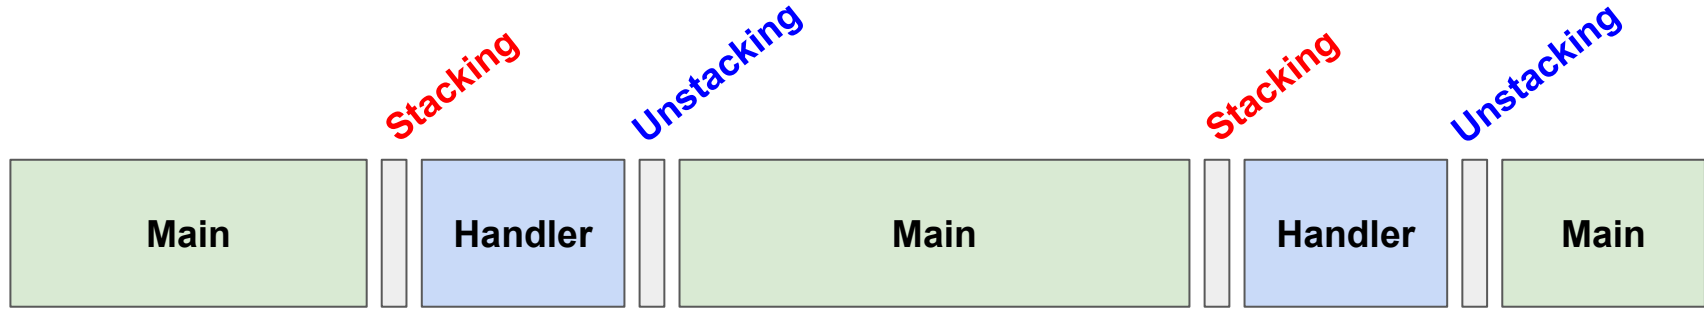 Stacking
Unstacking
Stacking
Unstacking
Main
Handler
Main
Handler
Main